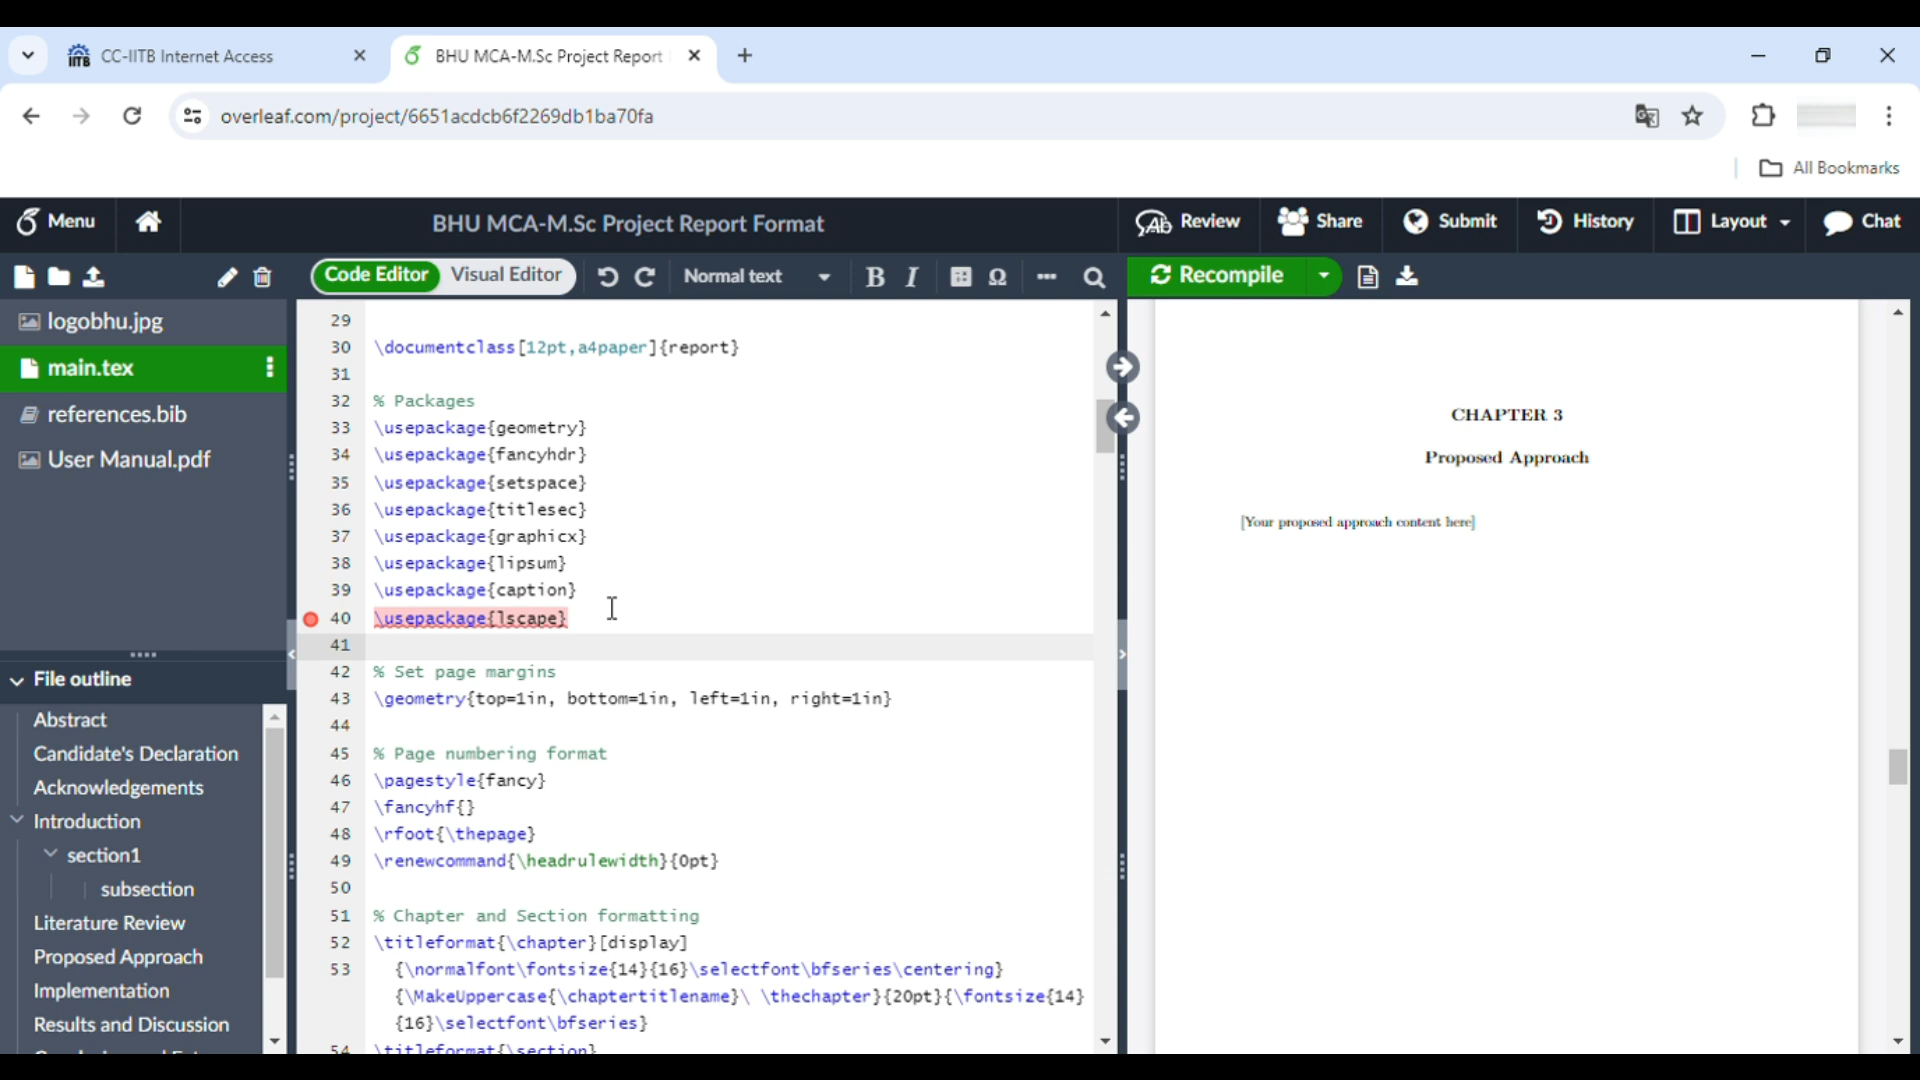 CC-IITB Internet Access
BHU MCA-M.Sc Project Report
overleaf.com/project/6651acdcb6f2269db1ba70fa
All Bookmarks
Menu
BHU MCA-M.Sc Project Report Format
Review
Share
Submit
History
Layout
Chat
Code Editor
Visual Editor
Normal text
B I
Ω
Recompile
logobhu.jpg
main.tex
references.bib
User Manual.pdf
File outline
Abstract
Candidate's Declaration
Acknowledgements
Introduction
section1
subsection
Literature Review
Proposed Approach
Implementation
Results and Discussion
29
30 \documentclass[12pt,a4paper]{report}
31
32 % Packages
33 \usepackage{geometry}
34 \usepackage{fancyhdr}
35 \usepackage{setspace}
36 \usepackage{titlesec}
37 \usepackage{graphicx}
38 \usepackage{lipsum}
39 \usepackage{caption}
40 \usepackage{lscape}
41
42 % Set page margins
43 \geometry{top=1in, bottom=1in, left=1in, right=1in}
44
45 % Page numbering format
46 \pagestyle{fancy}
47 \fancyhf{}
48 \rfoot{\thepage}
49 \renewcommand{\headrulewidth}{0pt}
50
51 % Chapter and Section formatting
52 \titleformat{\chapter}[display]
53 {\normalfont\fontsize{14}{16}\selectfont\bfseries\centering}
{\MakeUppercase{\chaptertitlename}\ \thechapter}{20pt}{\fontsize{14}
{16}\selectfont\bfseries}
54 \titleformat{\section}
CHAPTER 3
Proposed Approach
[Your proposed approach content here]